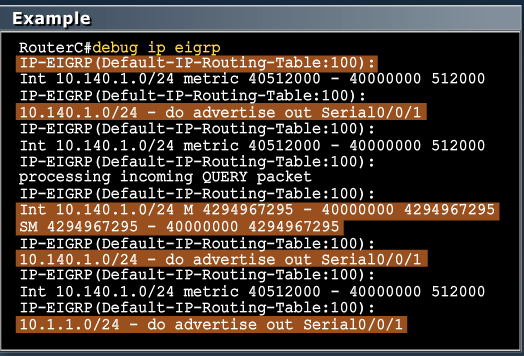 Example
RouterC#debug ip eigrp
IP-EIGRP(Default-IP-Routing-Table:100):
Int 10.140.1.0/24 metric 40512000 - 40000000 512000
IP-EIGRP(Defult-IP-Routing-Table:100):
10.140.1.0/24 - do advertise out Serial0/0/1
IP-EIGRP(Default-IP-Routing-Table:100):
Int 10.140.1.0/24 metric 40512000 - 40000000 512000
IP-EIGRP(Default-IP-Routing-Table:100):
processing incoming QUERY packet
IP-EIGRP(Default-IP-Routing-Table:100):
Int 10.140.1.0/24 M 4294967295 - 40000000 4294967295
SM 4294967295 - 40000000 4294967295
IP-EIGRP(Default-IP-Routing-Table:100):
10.140.1.0/24 - do advertise out Serial0/0/1
IP-EIGRP(Default-IP-Routing-Table:100):
Int 10.140.1.0/24 metric 40512000 - 40000000 512000
IP-EIGRP(Default-IP-Routing-Table:100):
10.1.1.0/24 - do advertise out Serial0/0/1